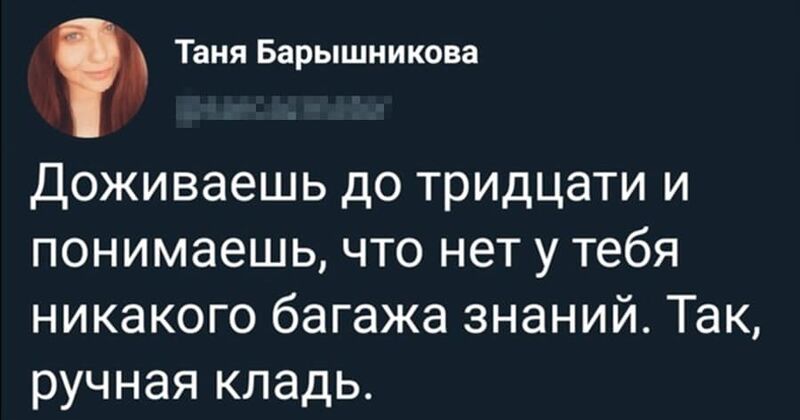 Таня Барышникова
Доживаешь до тридцати и
понимаешь, что нет у тебя
никакого багажа знаний. Так,
ручная кладь.